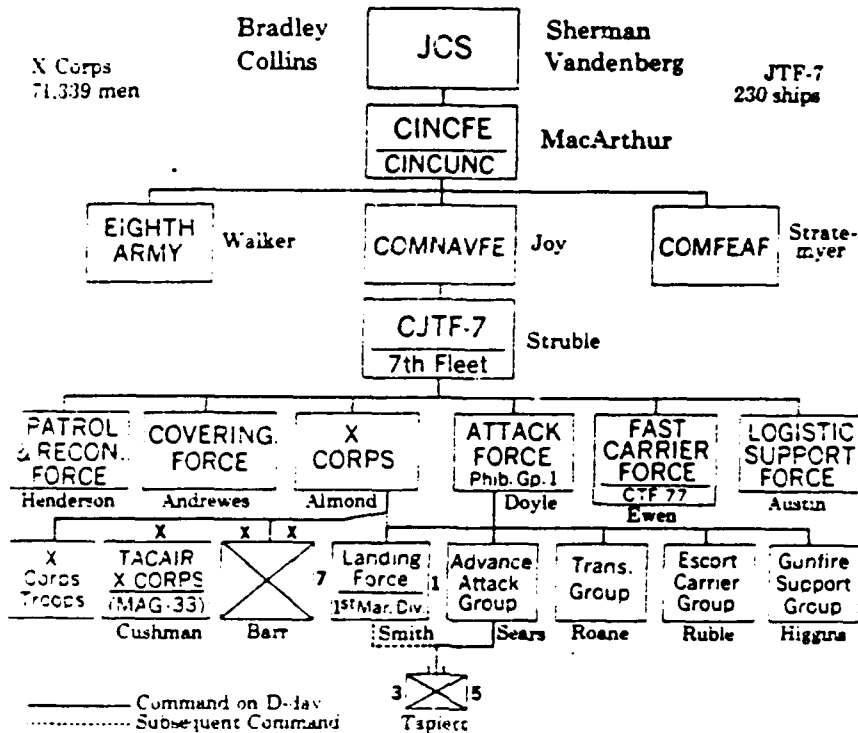 Bradley
Collins
JCS
Sherman
Vandenberg
X Corps
71,339 men
JTF-7
230 ships
CINCFE
CINCUNC
MacArthur
EIGHTH
ARMY
Walker
COMNAVFE
Joy
COMFEAF
Strate-
myer
CJTF-7
7th Fleet
Struble
PATROL
& RECON.
FORCE
Henderson
COVERING
FORCE
Andrewes
X
CORPS
Almond
ATTACK
FORCE
Phib. Gp. 1
Doyle
FAST
CARRIER
FORCE
CTF 77
Ewen
LOGISTIC
SUPPORT
FORCE
Austin
X
Corps
Troops
X
TACAIR
X CORPS
(MAG-33)
Cushman
X X
7
Barr
Landing
Force
1st Mar. Div.
1
Smith
Advance
Attack
Group
Sears
Trans.
Group
Roane
Escort
Carrier
Group
Ruble
Gunfire
Support
Group
Higgins
3 5
Command on D-day
Subsequent Command